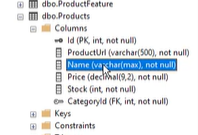 dbo.ProductFeature
dbo.Products
Columns
Id (PK, int, not null)
ProductUrl (varchar(500), not null)
Name (varchar(max), not null)
Price (decimal(9,2), not null)
Stock (int, not null)
CategoryId (FK, int, not null)
Keys
Constraints